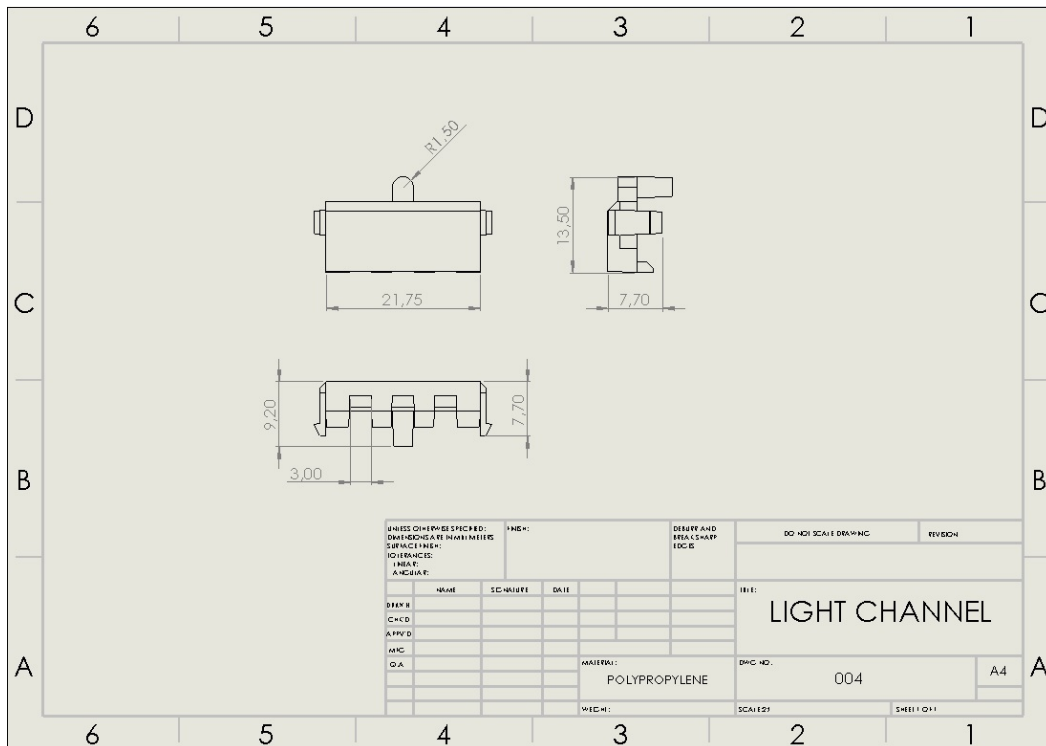 6 5 4 3 2 1
D D
R1,50
13,50
C C
21,75 7,70
9,20 7,70
B B
3,00
UNLESS OTHERWISE SPECIFIED: FINISH: DEBURR AND DO NOT SCALE DRAWING REVISION
DIMENSIONS ARE IN MILLIMETERS BREAK SHARP
SURFACE FINISH: EDGES
TOLERANCES:
LINEAR:
ANGULAR:
NAME SIGNATURE DATE TITLE:
DRAWN
LIGHT CHANNEL
CHK'D
APPV'D
MFG
Q.A MATERIAL: DWG NO.
A A
POLYPROPYLENE 004 A4
WEIGHT: SCALE:2:1 SHEET 1 OF 1
6 5 4 3 2 1